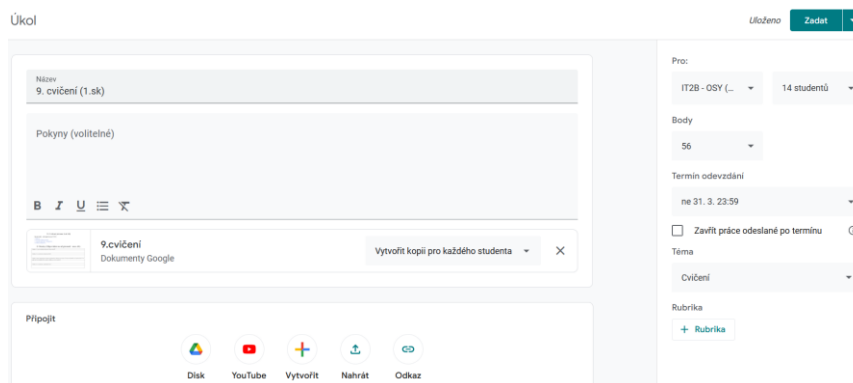 Úkol
Uloženo
Zadat
Název
9. cvičení (1.sk)
Pokyny (volitelné)
B I U
9.cvičení
Dokumenty Google
Vytvořit kopii pro každého studenta
Připojit
Disk
YouTube
Vytvořit
Nahrát
Odkaz
Pro:
IT2B - OSY (...
14 studentů
Body
56
Termín odevzdání
ne 31. 3. 23:59
Zavřít práce odeslané po termínu
Téma
Cvičení
Rubrika
+ Rubrika